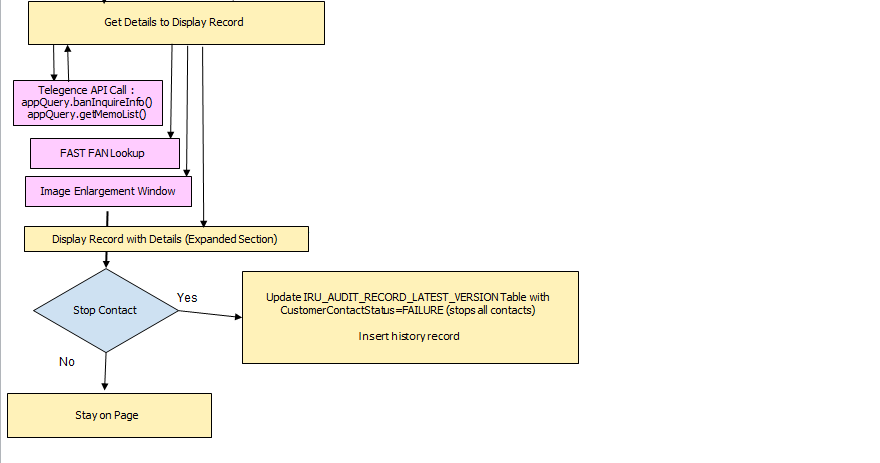 Get Details to Display Record
Telegence API Call :
appQuery.banInquireInfo()
appQuery.getMemoList()
FAST FAN Lookup
Image Enlargement Window
Display Record with Details (Expanded Section)
Stop Contact
Yes
Update IRU_AUDIT_RECORD_LATEST_VERSION Table with
CustomerContactStatus=FAILURE (stops all contacts)
Insert history record
No
Stay on Page